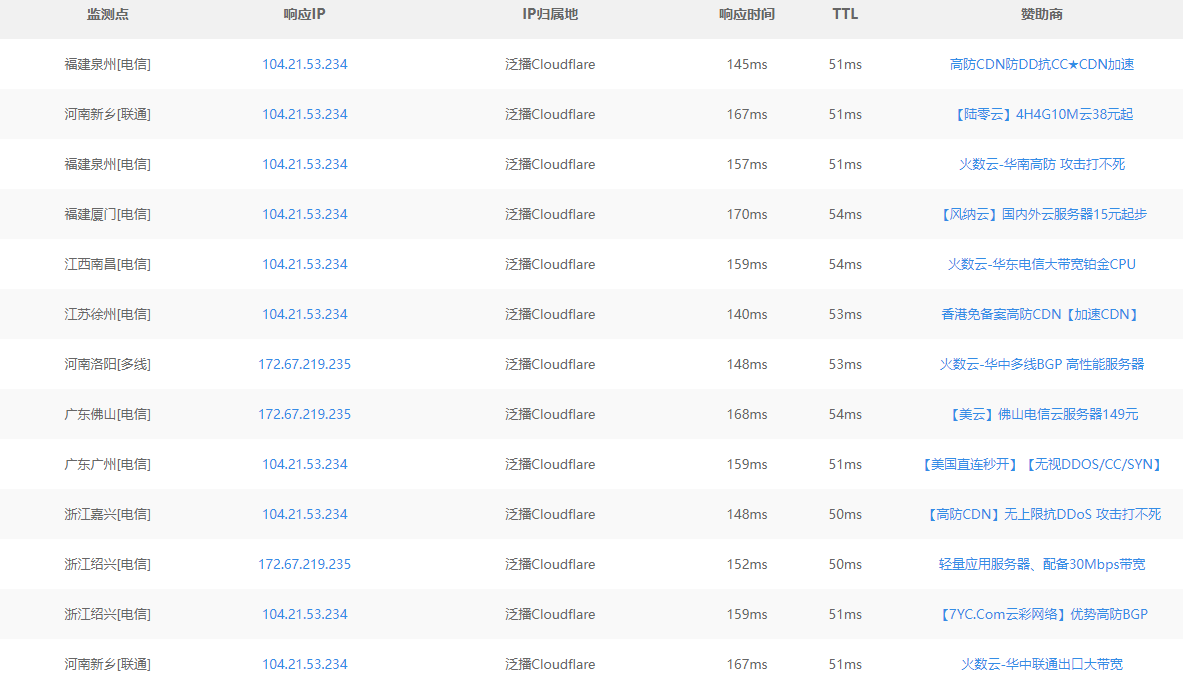 监测点 响应IP IP归属地 响应时间 TTL 赞助商
福建泉州[电信] 104.21.53.234 泛播Cloudflare 145ms 51ms 高防CDN防DD抗CC★CDN加速
河南新乡[联通] 104.21.53.234 泛播Cloudflare 167ms 51ms 【陆零云】4H4G10M云38元起
福建泉州[电信] 104.21.53.234 泛播Cloudflare 157ms 51ms 火数云-华南高防 攻击打不死
福建厦门[电信] 104.21.53.234 泛播Cloudflare 170ms 54ms 【风纳云】国内外云服务器15元起步
江西南昌[电信] 104.21.53.234 泛播Cloudflare 159ms 54ms 火数云-华东电信大带宽铂金CPU
江苏徐州[电信] 104.21.53.234 泛播Cloudflare 140ms 53ms 香港免备案高防CDN【加速CDN】
河南洛阳[多线] 172.67.219.235 泛播Cloudflare 148ms 53ms 火数云-华中多线BGP 高性能服务器
广东佛山[电信] 172.67.219.235 泛播Cloudflare 168ms 54ms 【美云】佛山电信云服务器149元
广东广州[电信] 104.21.53.234 泛播Cloudflare 159ms 51ms 【美国直连秒开】【无视DDOS/CC/SYN】
浙江嘉兴[电信] 104.21.53.234 泛播Cloudflare 148ms 50ms 【高防CDN】无上限抗DDoS 攻击打不死
浙江绍兴[电信] 172.67.219.235 泛播Cloudflare 152ms 50ms 轻量应用服务器、配备30Mbps带宽
浙江绍兴[电信] 104.21.53.234 泛播Cloudflare 159ms 51ms 【7YC.Com云彩网络】优势高防BGP
河南新乡[联通] 104.21.53.234 泛播Cloudflare 167ms 51ms 火数云-华中联通出口大带宽